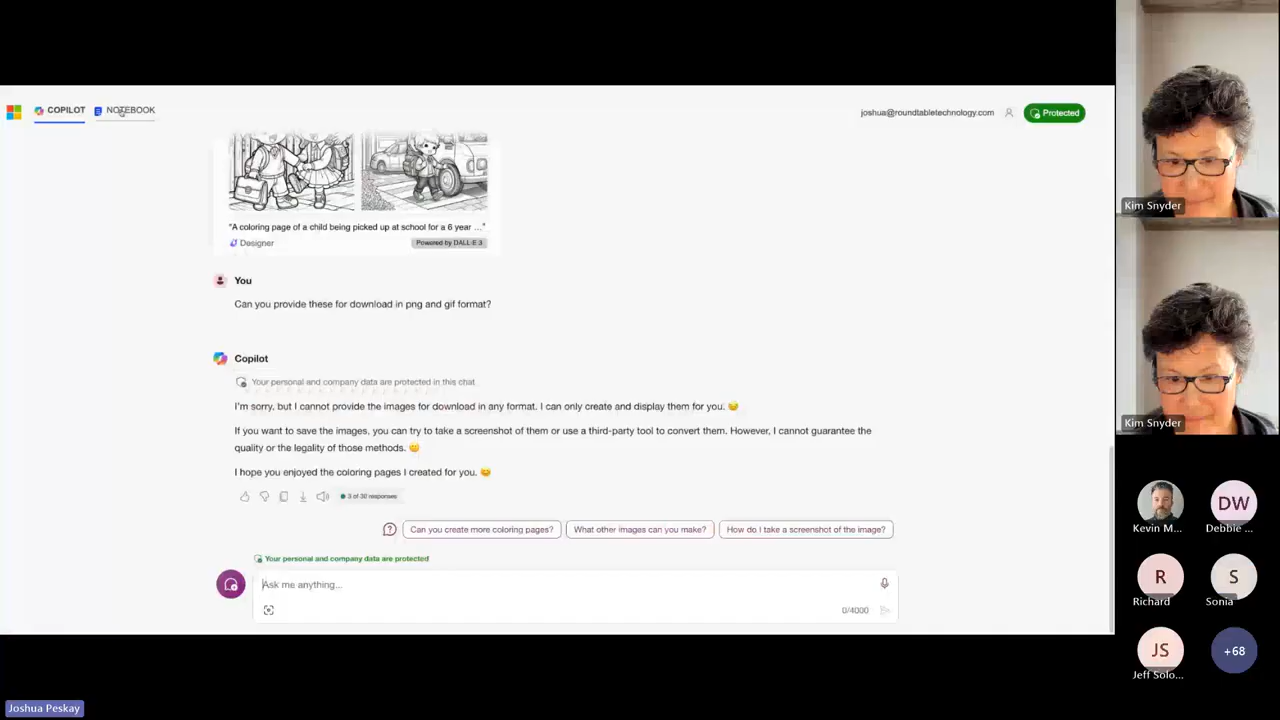 COPILOT
NOTEBOOK
joshua@roundtabletechnology.com
Protected
"A coloring page of a child being picked up at school for a 6 year ..."
Designer
Powered by DALL·E 3
You
Can you provide these for download in png and gif format?
Copilot
Your personal and company data are protected in this chat
I'm sorry, but I cannot provide the images for download in any format. I can only create and display them for you.
If you want to save the images, you can try to take a screenshot of them or use a third-party tool to convert them. However, I cannot guarantee the
quality or the legality of those methods.
I hope you enjoyed the coloring pages I created for you.
3 of 30 responses
Can you create more coloring pages?
What other images can you make?
How do I take a screenshot of the image?
Your personal and company data are protected
Ask me anything...
0/4000
Kim Snyder
Kim Snyder
Kevin M...
DW
Debbie ...
R
Richard
S
Sonia
JS
Jeff Solo...
+68
Joshua Peskay